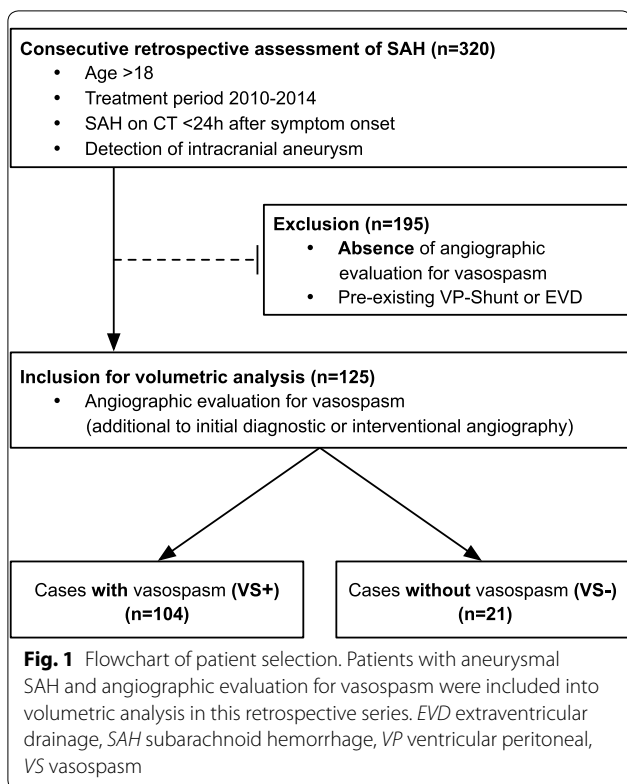 Consecutive retrospective assessment of SAH (n=320)
• Age >18
• Treatment period 2010-2014
• SAH on CT <24h after symptom onset
• Detection of intracranial aneurysm
Exclusion (n=195)
• Absence of angiographic
evaluation for vasospasm
• Pre-existing VP-Shunt or EVD
Inclusion for volumetric analysis (n=125)
• Angiographic evaluation for vasospasm
(additional to initial diagnostic or interventional angiography)
Cases with vasospasm (VS+)
(n=104)
Cases without vasospasm (VS-)
(n=21)
Fig. 1 Flowchart of patient selection. Patients with aneurysmal
SAH and angiographic evaluation for vasospasm were included into
volumetric analysis in this retrospective series. EVD extraventricular
drainage, SAH subarachnoid hemorrhage, VP ventricular peritoneal,
VS vasospasm